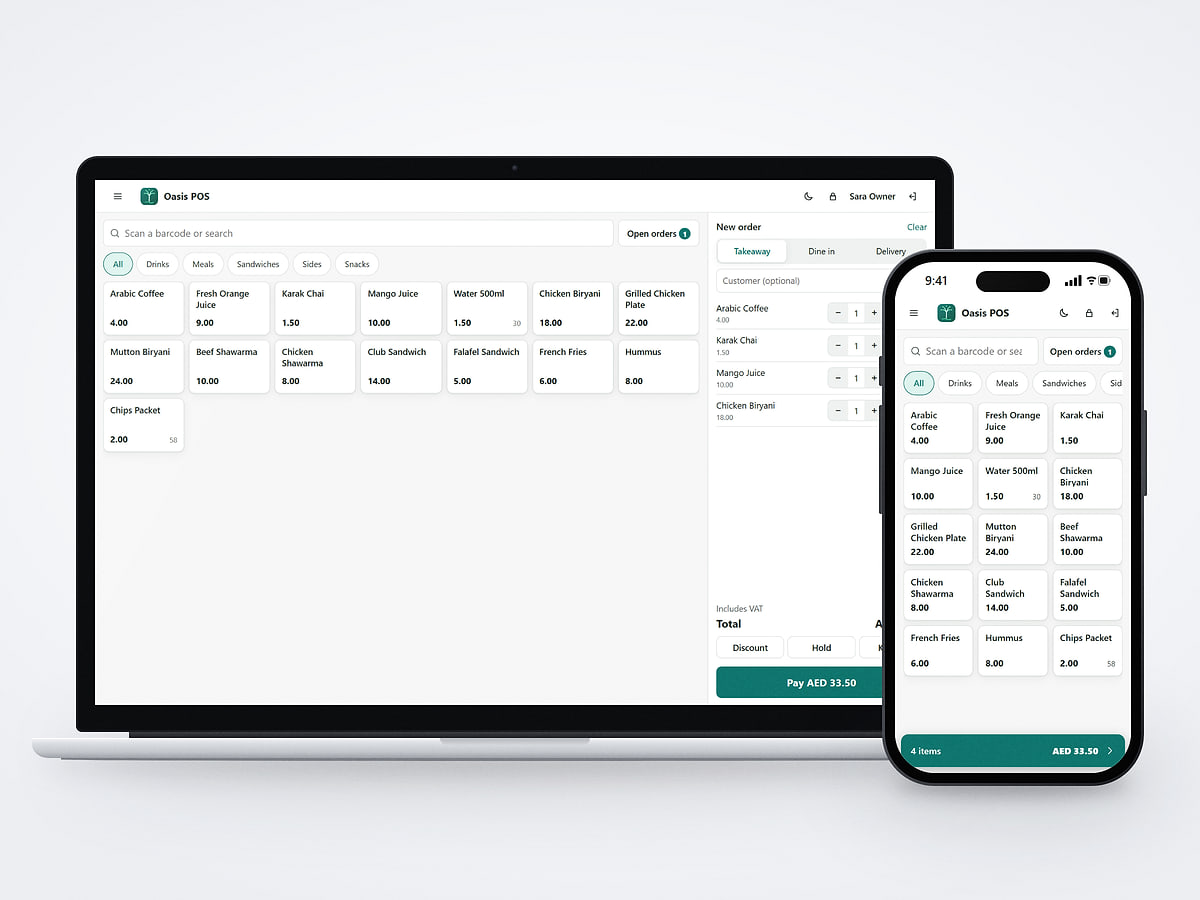 Oasis POS
Sara Owner
Scan a barcode or search
Open orders 1
All Drinks Meals Sandwiches Sides Snacks
Arabic Coffee
4.00
Fresh Orange
Juice
9.00
Karak Chai
1.50
Mango Juice
10.00
Water 500ml
1.50 30
Chicken Biryani
18.00
Grilled Chicken
Plate
22.00
Mutton Biryani
24.00
Beef Shawarma
10.00
Chicken
Shawarma
8.00
Club Sandwich
14.00
Falafel Sandwich
5.00
French Fries
6.00
Hummus
8.00
Chips Packet
2.00 58
New order
Clear
Takeaway Dine in Delivery
Customer (optional)
Arabic Coffee
4.00
− 1 +
Karak Chai
1.50
− 1 +
Mango Juice
10.00
− 1 +
Chicken Biryani
18.00
− 1 +
Includes VAT
Total
Discount Hold
Pay AED 33.50
9:41
Oasis POS
Scan a barcode or sea
Open orders 1
All Drinks Meals Sandwiches Sid
Arabic
Coffee
4.00
Fresh Orange
Juice
9.00
Karak Chai
1.50
Mango Juice
10.00
Water 500ml
1.50 30
Chicken
Biryani
18.00
Grilled
Chicken Plate
22.00
Mutton
Biryani
24.00
Beef
Shawarma
10.00
Chicken
Shawarma
8.00
Club
Sandwich
14.00
Falafel
Sandwich
5.00
French Fries
6.00
Hummus
8.00
Chips Packet
2.00 58
4 items AED 33.50